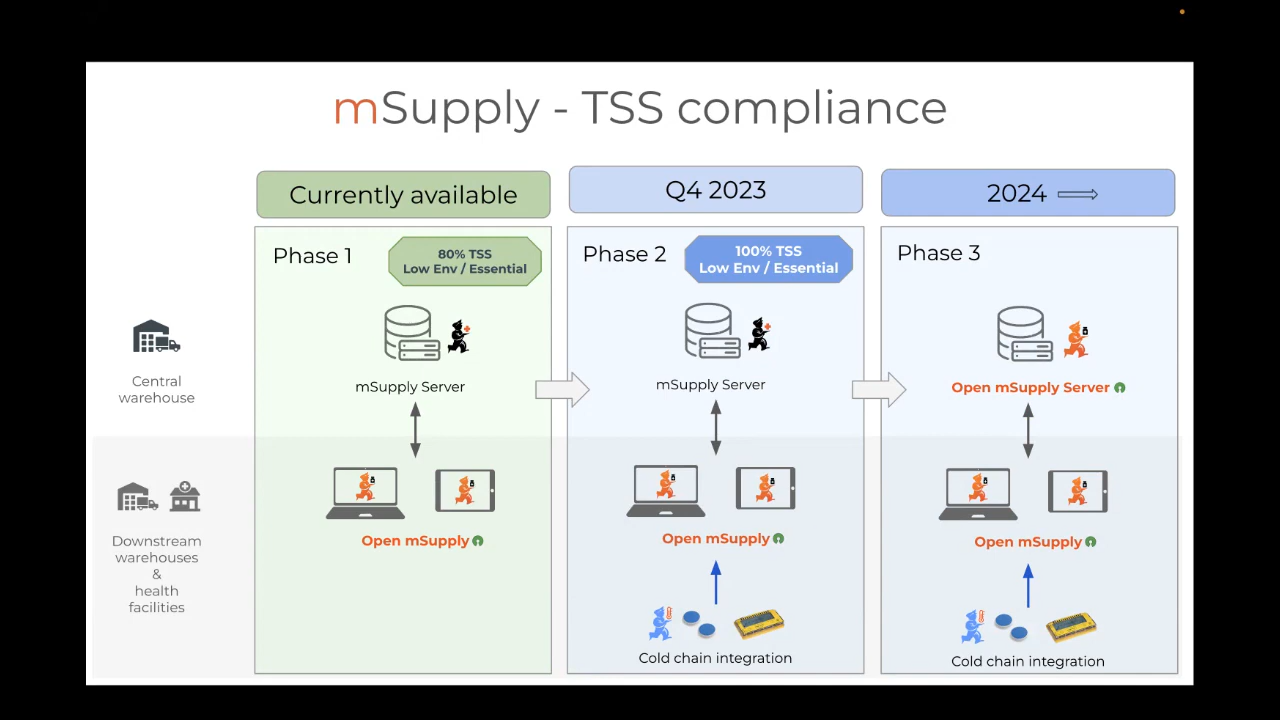 mSupply - TSS compliance
Currently available
Q4 2023
2024
Phase 1
80% TSS
Low Env / Essential
Phase 2
100% TSS
Low Env / Essential
Phase 3
Central
warehouse
mSupply Server
mSupply Server
Open mSupply Server
Downstream
warehouses
&
health
facilities
Open mSupply
Open mSupply
Open mSupply
Cold chain integration
Cold chain integration